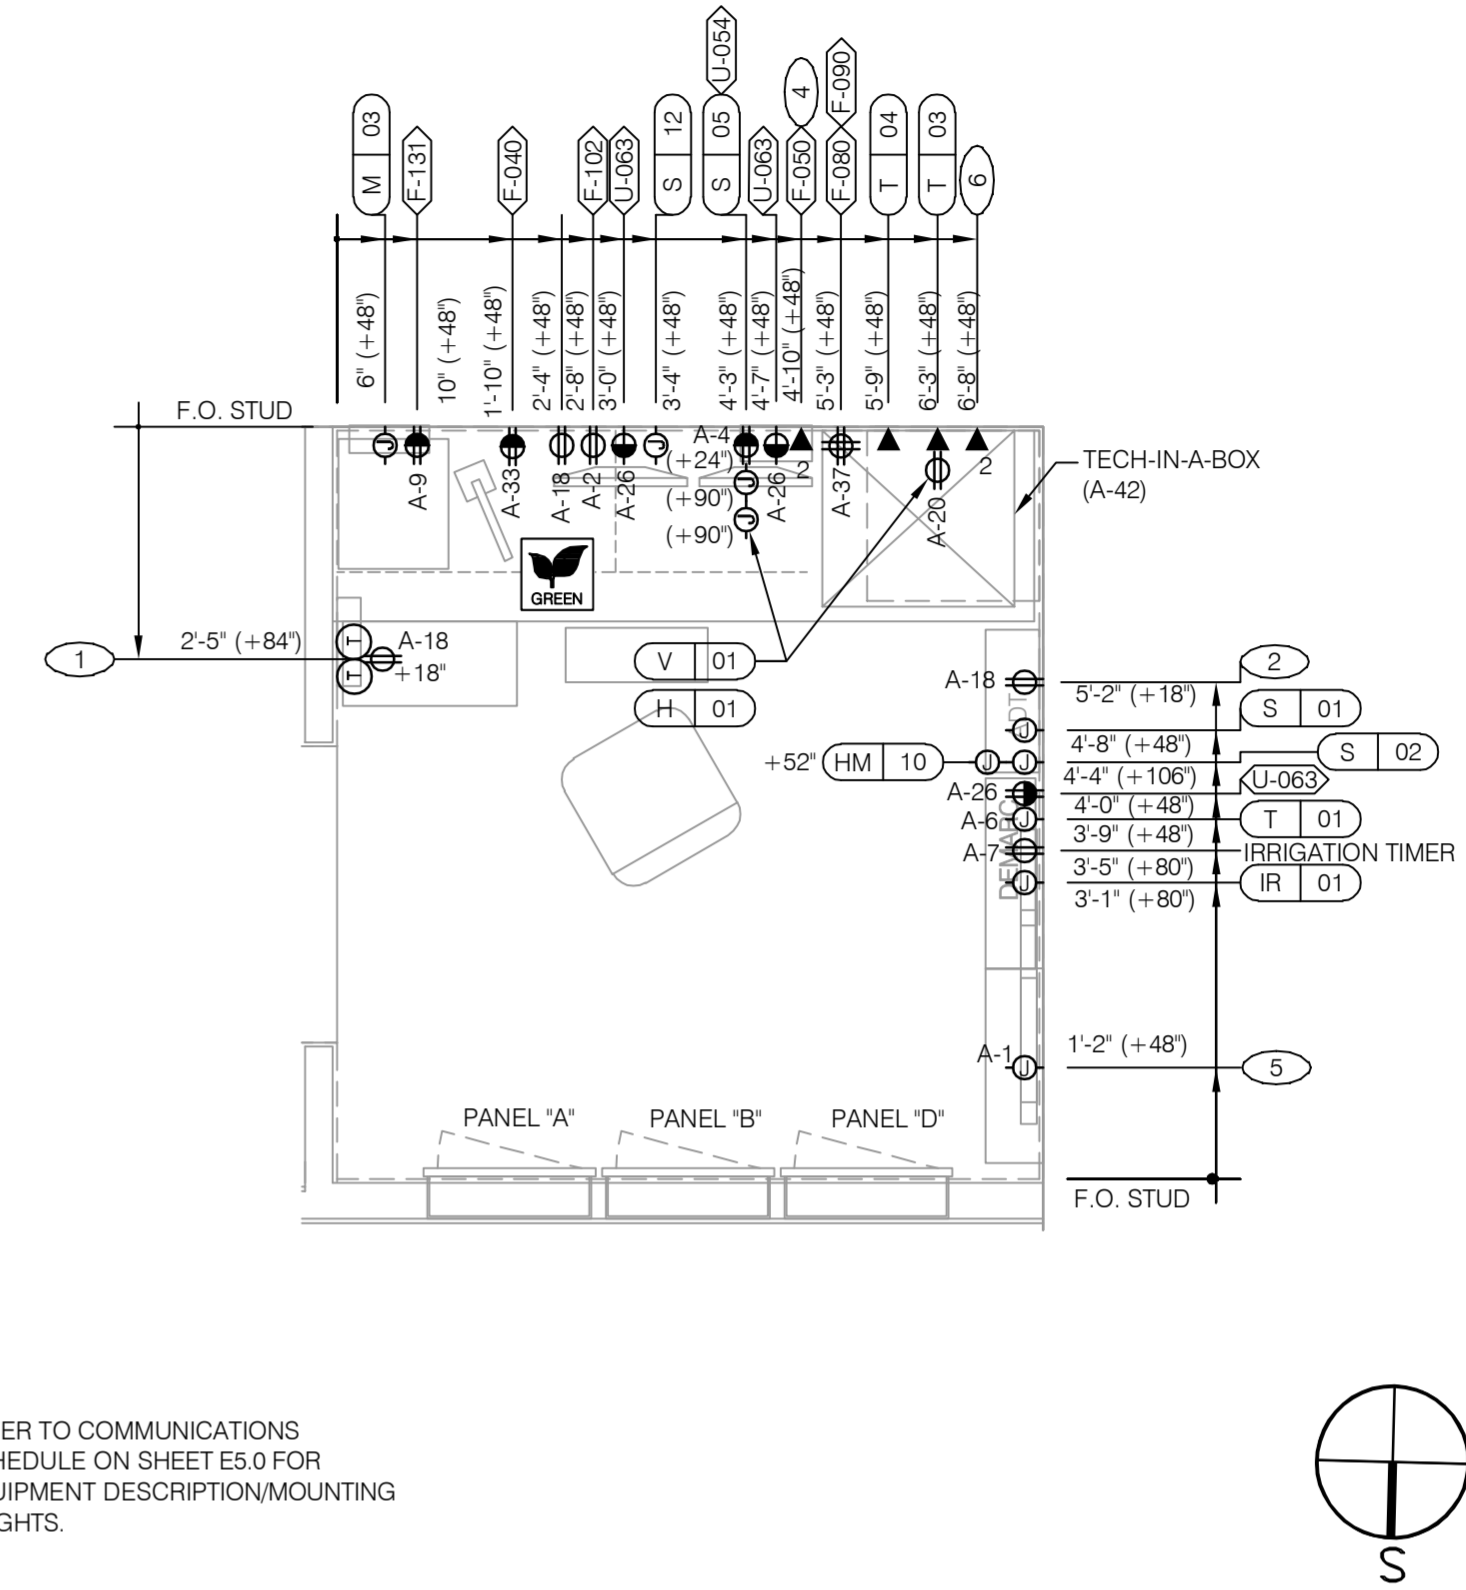 U-054
03
M
F-131
F-040
F-102
U-063
12
S
05
S
U-063
4
F-050
F-090
F-080
04
T
03
T
6
6" (+48")
10" (+48")
1'-10" (+48")
2'-4" (+48")
2'-8" (+48")
3'-0" (+48")
3'-4" (+48")
4'-3" (+48")
4'-7" (+48")
4'-10" (+48")
5'-3" (+48")
5'-9" (+48")
6'-3" (+48")
6'-8" (+48")
F.O. STUD
J
A-9
A-33
A-18
A-2
A-26
J
A-4
(+24")
J
(+90")
J
(+90")
A-26
2
A-37
A-20
2
TECH-IN-A-BOX
(A-42)
GREEN
1
2'-5" (+84")
T
T
A-18
+18"
V 01
H 01
A-18
5'-2" (+18")
2
ADT
J
4'-8" (+48")
S 01
+52" HM 10
J
J
4'-4" (+106")
S 02
A-26
4'-0" (+48")
U-063
A-6
J
3'-9" (+48")
T 01
A-7
3'-5" (+80")
IRRIGATION TIMER
DEMARC
J
3'-1" (+80")
IR 01
A-1
J
1'-2" (+48")
5
PANEL "A"
PANEL "B"
PANEL "D"
F.O. STUD
ER TO COMMUNICATIONS
HEDULE ON SHEET E5.0 FOR
UIPMENT DESCRIPTION/MOUNTING
GHTS.
S